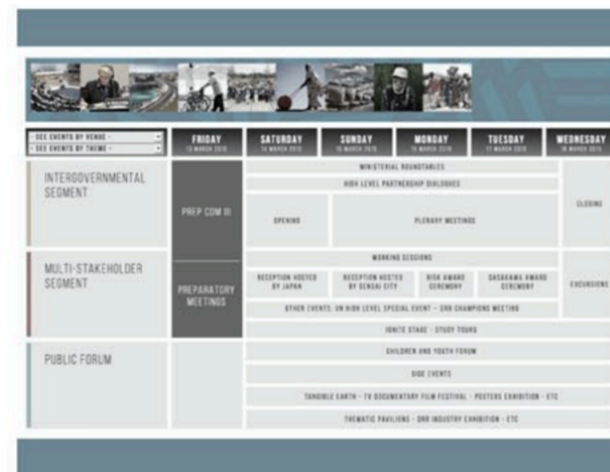 - SEE EVENTS BY VENUE -
- SEE EVENTS BY THEME -
FRIDAY
13 MARCH 2015
SATURDAY
14 MARCH 2015
SUNDAY
15 MARCH 2015
MONDAY
16 MARCH 2015
TUESDAY
17 MARCH 2015
WEDNESDAY
18 MARCH 2015
INTERGOVERNMENTAL
SEGMENT
PREP COM III
MINISTERIAL ROUNDTABLES
HIGH LEVEL PARTNERSHIP DIALOGUES
OPENING
PLENARY MEETINGS
CLOSING
MULTI-STAKEHOLDER
SEGMENT
PREPARATORY
MEETINGS
WORKING SESSIONS
RECEPTION HOSTED
BY JAPAN
RECEPTION HOSTED
BY SENDAI CITY
RISK AWARD
CEREMONY
SASAKAWA AWARD
CEREMONY
EXCURSIONS
OTHER EVENTS: UN HIGH LEVEL SPECIAL EVENT - DRR CHAMPIONS MEETING
IGNITE STAGE - STUDY TOURS
PUBLIC FORUM
CHILDREN AND YOUTH FORUM
SIDE EVENTS
TANGIBLE EARTH - TV DOCUMENTARY FILM FESTIVAL - POSTERS EXHIBITION - ETC
THEMATIC PAVILIONS - DRR INDUSTRY EXHIBITION - ETC